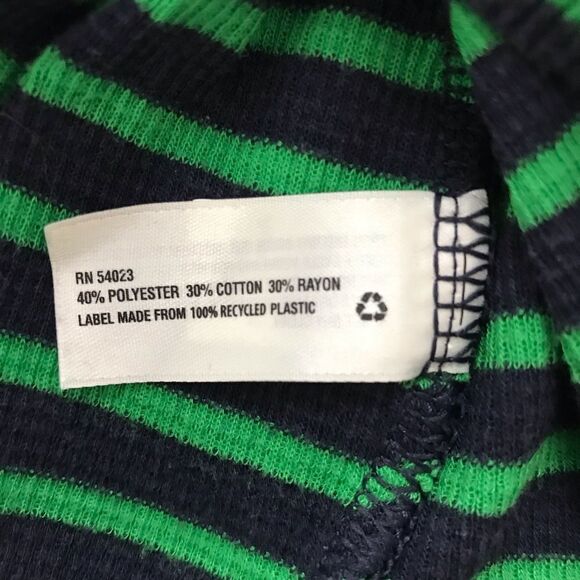 RN 54023
40% POLYESTER 30% COTTON 30% RAYON
LABEL MADE FROM 100% RECYCLED PLASTIC